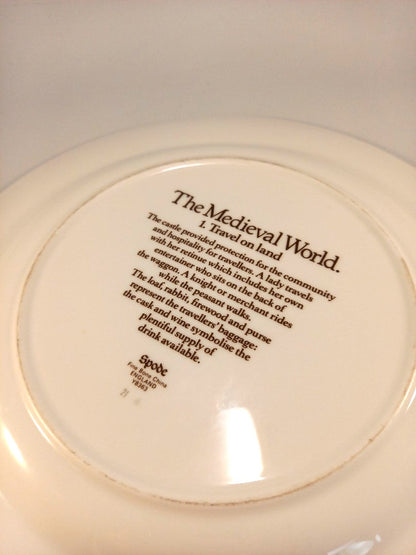 The Medieval World.
1. Travel on land
The castle provided protection for the community
and hospitality for travellers. A lady travels
with her retinue which includes her own
entertainer who sits on the back of
the waggon. A knight or merchant rides
while the peasant walks.
The loaf, rabbit, firewood and purse
represent the travellers' baggage:
the cask and wine symbolise the
plentiful supply of
drink available.
Spode
Fine Bone China
ENGLAND
Y8363